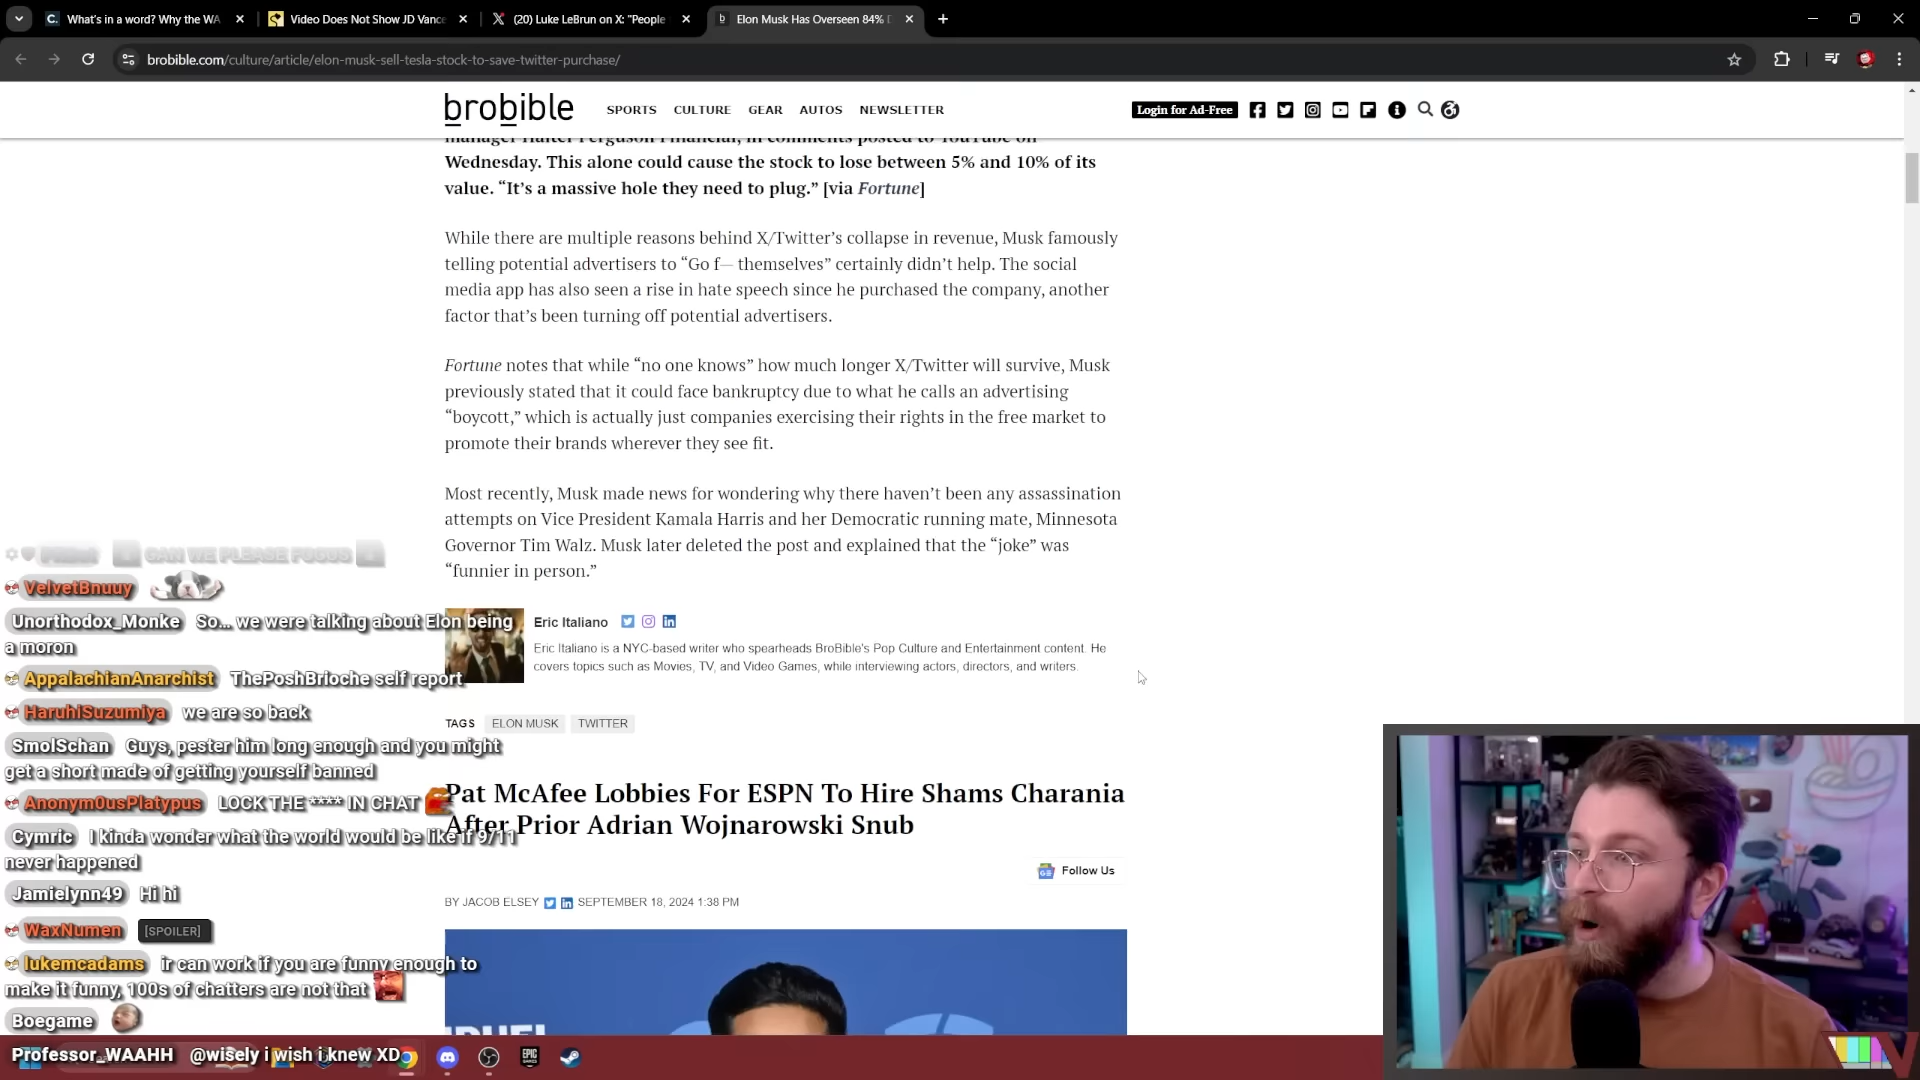 What's in a word? Why the WA
Video Does Not Show JD Vance
(20) Luke LeBrun on X: "People
Elon Musk Has Overseen 84% D
brobible.com/culture/article/elon-musk-sell-tesla-stock-to-save-twitter-purchase/
brobible
SPORTS CULTURE GEAR AUTOS NEWSLETTER
Login for Ad-Free
manager Halter Ferguson Financial, in comments posted to YouTube on
Wednesday. This alone could cause the stock to lose between 5% and 10% of its
value. “It’s a massive hole they need to plug.” [via Fortune]
While there are multiple reasons behind X/Twitter’s collapse in revenue, Musk famously
telling potential advertisers to “Go f— themselves” certainly didn’t help. The social
media app has also seen a rise in hate speech since he purchased the company, another
factor that’s been turning off potential advertisers.
Fortune notes that while “no one knows” how much longer X/Twitter will survive, Musk
previously stated that it could face bankruptcy due to what he calls an advertising
“boycott,” which is actually just companies exercising their rights in the free market to
promote their brands wherever they see fit.
Most recently, Musk made news for wondering why there haven’t been any assassination
attempts on Vice President Kamala Harris and her Democratic running mate, Minnesota
Governor Tim Walz. Musk later deleted the post and explained that the “joke” was
“funnier in person.”
Eric Italiano
Eric Italiano is a NYC-based writer who spearheads BroBible's Pop Culture and Entertainment content. He
covers topics such as Movies, TV, and Video Games, while interviewing actors, directors, and writers.
TAGS ELON MUSK TWITTER
Pat McAfee Lobbies For ESPN To Hire Shams Charania
After Prior Adrian Wojnarowski Snub
Follow Us
BY JACOB ELSEY SEPTEMBER 18, 2024 1:38 PM
CAN WE PLEASE FOCUS
VelvetBnuuy
Unorthodox_Monke So... we were talking about Elon being
a moron
AppalachianAnarchist ThePoshBrioche self report
HaruhiSuzumiya we are so back
SmolSchan Guys, pester him long enough and you might
get a short made of getting yourself banned
Anonym0usPlatypus LOCK THE **** IN CHAT
Cymric I kinda wonder what the world would be like if 9/11
never happened
Jamielynn49 Hi hi
WaxNumen [SPOILER]
lukemcadams ir can work if you are funny enough to
make it funny, 100s of chatters are not that
Boegame
Professor_WAAHH @wisely i wish i knew XD
EPIC
GAMES